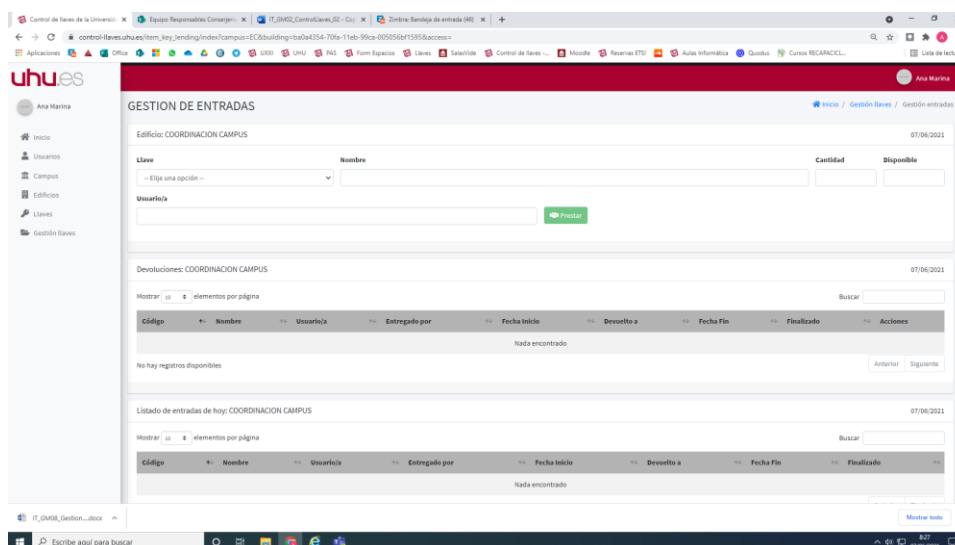 Control de llaves de la Universid
Equipo Responsables Conserjerí
IT_GM02_ControlLlaves_02 - Co
Zimbra: Bandeja de entrada (46)
control-llaves.uhu.es/item_key_lending/index?campus=EC&building=ba0a4354-70fa-11eb-99ca-005056bf1595&access=
Aplicaciones
Office
UXXI
UHU
PAS
Form Espacios
Llaves
SalasVide
Control de llaves -...
Moodle
Reservas ETSI
Aulas Informática
Quodus
Cursos RECAPACICL...
Lista de lectu
uhu.es
Ana Marina
Ana Marina
Inicio
Usuarios
Campus
Edificios
Llaves
Gestión llaves
GESTION DE ENTRADAS
Inicio / Gestión llaves / Gestión entradas
Edificio: COORDINACION CAMPUS 07/06/2021
Llave Nombre Cantidad Disponible
-- Elije una opción --
Usuario/a
Prestar
Devoluciones: COORDINACION CAMPUS 07/06/2021
Mostrar 10 elementos por página Buscar
Código Nombre Usuario/a Entregado por Fecha Inicio Devuelto a Fecha Fin Finalizado Acciones
Nada encontrado
No hay registros disponibles Anterior Siguiente
Listado de entradas de hoy: COORDINACION CAMPUS 07/06/2021
Mostrar 10 elementos por página Buscar
Código Nombre Usuario/a Entregado por Fecha Inicio Devuelto a Fecha Fin Finalizado
Nada encontrado
IT_GM08_Gestion....docx Mostrar todo
Escribe aquí para buscar
8:27